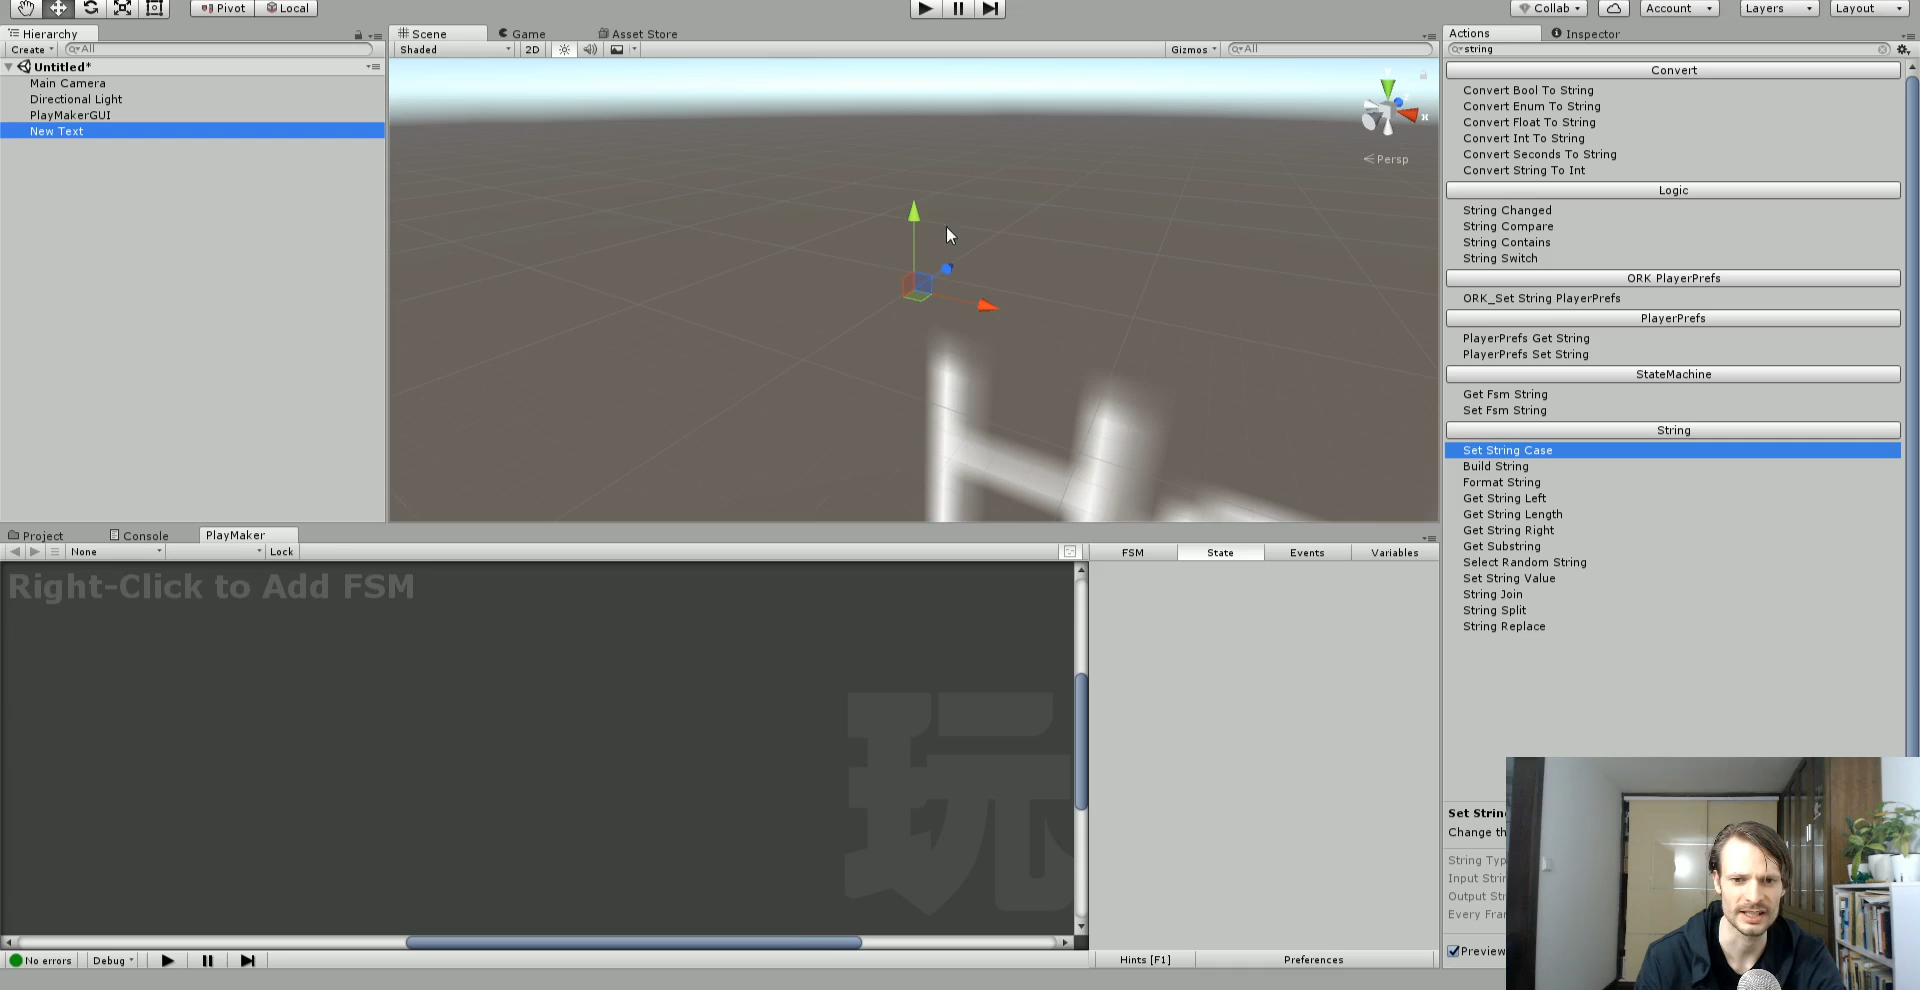 Pivot
Local
Collab
Account
Layers
Layout
Hierarchy
Create
All
Untitled*
Main Camera
Directional Light
PlayMakerGUI
New Text
Scene
Game
Asset Store
Shaded
2D
Gizmos
All
x
Persp
Actions
Inspector
string
Convert
Convert Bool To String
Convert Enum To String
Convert Float To String
Convert Int To String
Convert Seconds To String
Convert String To Int
Logic
String Changed
String Compare
String Contains
String Switch
ORK PlayerPrefs
ORK_Set String PlayerPrefs
PlayerPrefs
PlayerPrefs Get String
PlayerPrefs Set String
StateMachine
Get Fsm String
Set Fsm String
String
Set String Case
Build String
Format String
Get String Left
Get String Length
Get String Right
Get Substring
Select Random String
Set String Value
String Join
String Split
String Replace
Project
Console
PlayMaker
None
Lock
FSM
State
Events
Variables
Right-Click to Add FSM
玩
Set
Change
String
Input
Output
Every
Preview
No errors
Debug
Hints [F1]
Preferences